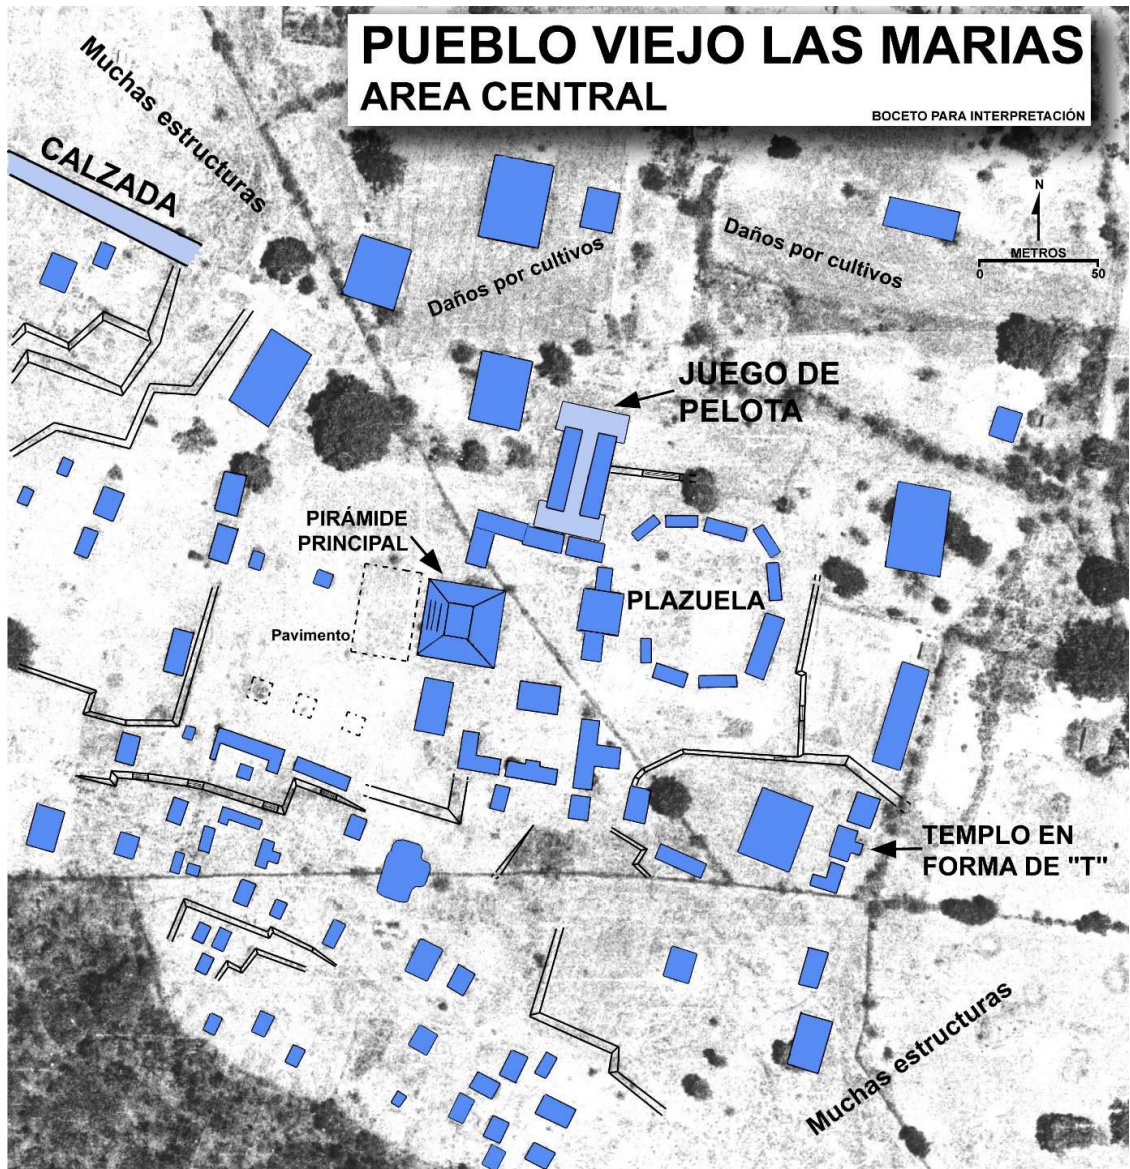 PUEBLO VIEJO LAS MARIAS
AREA CENTRAL
BOCETO PARA INTERPRETACIÓN
Muchas estructuras
CALZADA
N
METROS
0 50
Daños por cultivos
Daños por cultivos
JUEGO DE
PELOTA
PIRÁMIDE
PRINCIPAL
PLAZUELA
Pavimento
TEMPLO EN
FORMA DE "T"
Muchas estructuras